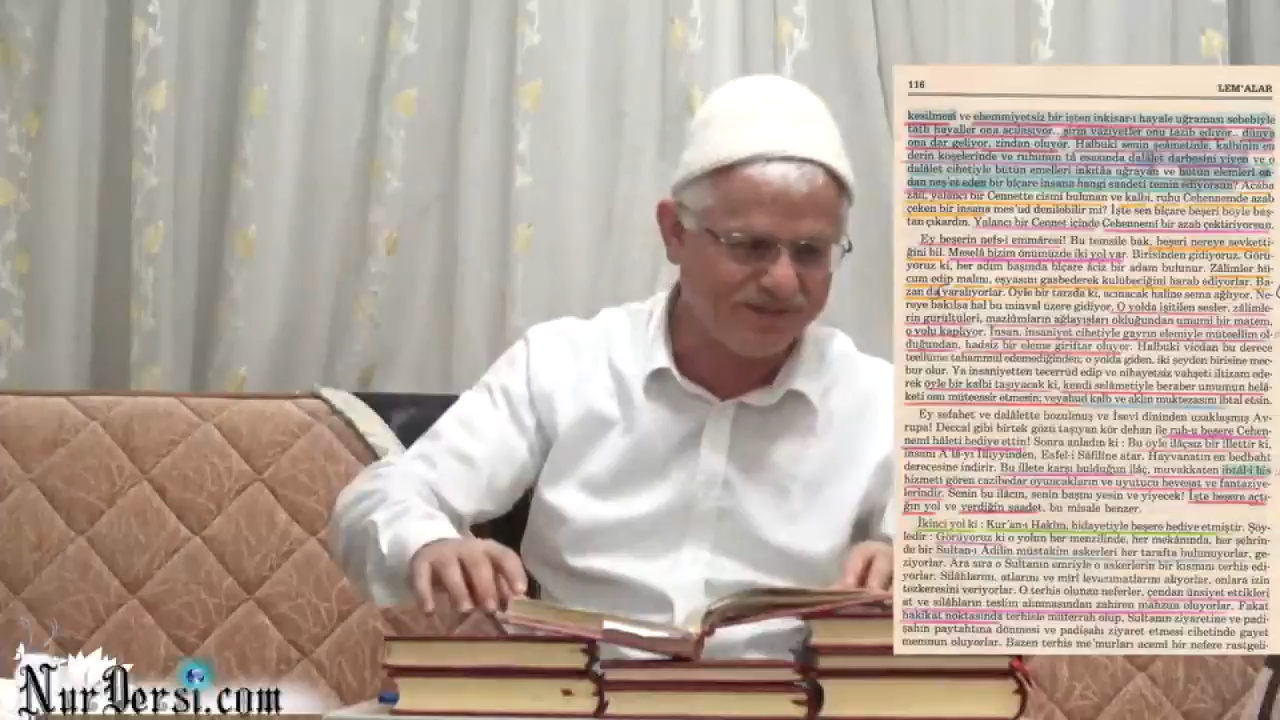 116
LEM'ALAR
kesilmesi ve ehemmiyetsiz bir işten inkisar-ı hayale uğraması sebebiyle
tatlı hayaller ona acılaşıyor.. şirin vaziyetler onu tazib ediyor.. dünya
ona dar geliyor, zindan oluyor. Halbuki senin şeâmetinle, kalbinin en
derin köşelerinde ve ruhunun tâ esasında dalâlet darbesini yiyen ve o
dalâlet cihetiyle bütün emelleri inkıtâa uğrayan ve bütün elemleri on-
dan neş'et eden bir biçare insana hangi saadeti temin ediyorsun? Acaba
zâil, yalancı bir Cennette cismi bulunan ve kalbi, ruhu Cehennemde azab
çeken bir insana mes'ud denilebilir mi? İşte sen biçare beşeri böyle baş-
tan çıkardın. Yalancı bir Cennet içinde Cehennemî bir azab çektiriyorsun.
Ey beşerin nefs-i emmâresi! Bu temsile bak, beşeri nereye sevketti-
ğini bil. Meselâ bizim önümüzde iki yol var. Birisinden gidiyoruz. Görü-
yoruz ki, her adım başında biçare âciz bir adam bulunur. Zâlimler hü-
cum edip malını, eşyasını gasbederek kulübeciğini harab ediyorlar. Ba-
zan da yaralıyorlar. Öyle bir tarzda ki, acınacak haline sema ağlıyor. Ne-
reye bakılsa hal bu minval üzere gidiyor. O yolda işitilen sesler, zâlimle-
rin gürültüleri, mazlumların ağlayışları olduğundan umumî bir matem,
o yolu kaplıyor. İnsan, insaniyet cihetiyle gayrın elemiyle müteellim ol-
duğundan, hadsiz bir eleme giriftar oluyor. Halbuki vicdan bu derece
teellüme tahammül edemediğinden; o yolda giden, iki şeyden birisine mec-
bur olur. Ya insaniyetten tecerrüd edip ve nihayetsiz vahşeti iltizam ede-
rek öyle bir kalbi taşıyacak ki, kendi selâmetiyle beraber umumun helâ-
keti onu müteessir etmesin; veyahud kalb ve aklın muktezasını ibtal etsin.
Ey sefahet ve dalâlette bozulmuş ve İsevî dininden uzaklaşmış Av-
rupa! Deccal gibi birtek gözü taşıyan kör dehan ile ruh-u beşere Cehen-
nemî hâleti hediye ettin! Sonra anladın ki : Bu öyle ilâçsız bir illettir ki,
insanı A'lâ-yı İlliyyînden, Esfel-i Sâfilîne atar. Hayvanatın en bedbaht
derecesine indirir. Bu illete karşı bulduğun ilâç, muvakkaten ibtâl-i his
hizmeti gören cazibedar oyuncakların ve uyutucu hevesat ve fantaziye-
lerindir. Senin bu ilâcın, senin başını yesin ve yiyecek! İşte beşere açtı-
ğın yol ve verdiğin saadet, bu misale benzer.
İkinci yol ki : Kur'an-ı Hakîm, hidayetiyle beşere hediye etmiştir. Şöy-
ledir : Görüyoruz ki o yolun her menzilinde, her mekânında, her şehrin-
de bir Sultan-ı Âdilin müstakim askerleri her tarafta bulunuyorlar, ge-
ziyorlar. Ara sıra o Sultanın emriyle o askerlerin bir kısmını terhis edi-
yorlar. Silâhlarını, atlarını ve mîrî levazımatlarını alıyorlar, onlara izin
tezkeresini veriyorlar. O terhis olunan neferler, çendan ünsiyet ettikleri
at ve silâhların teslim alınmasından zahiren mahzun oluyorlar. Fakat
hakikat noktasında terhisle müferrah olup, Sultanın ziyaretine ve padi-
şahın paytahtına dönmesi ve padişahı ziyaret etmesi cihetinde gayet
memnun oluyorlar. Bazen terhis me'murları acemi bir nefere rastgeli-
NurDersi.com